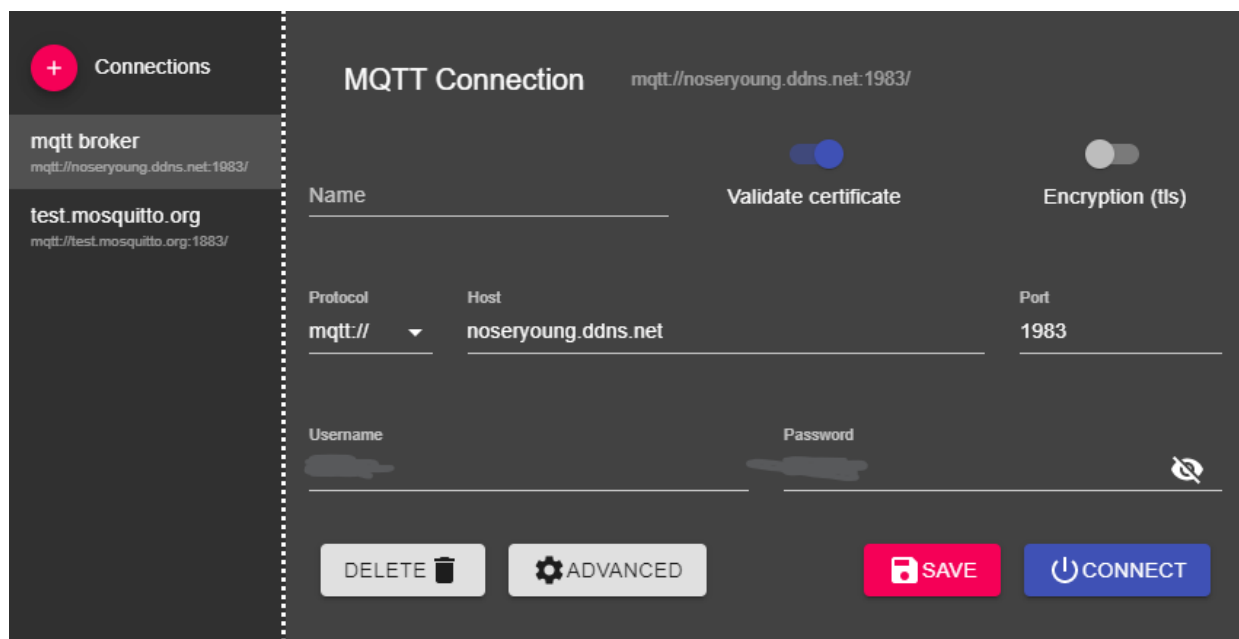 Connections
mqtt broker
mqtt://noseryoung.ddns.net:1983/
test.mosquitto.org
mqtt://test.mosquitto.org:1883/
MQTT Connection mqtt://noseryoung.ddns.net:1983/
Name Validate certificate Encryption (tls)
Protocol Host Port
mqtt:// noseryoung.ddns.net 1983
Username Password
DELETE ADVANCED SAVE CONNECT